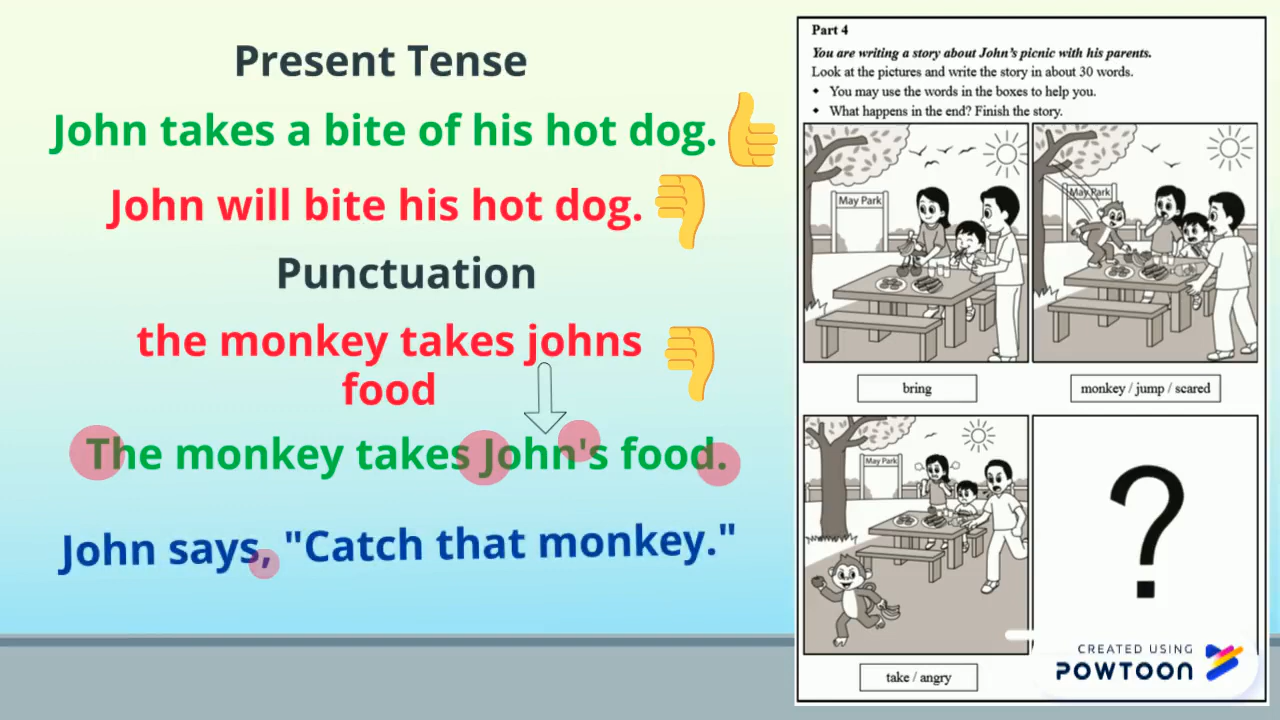 Present Tense
John takes a bite of his hot dog.
John will bite his hot dog.
Punctuation
the monkey takes johns
food
The monkey takes John's food.
John says, "Catch that monkey."
Part 4
You are writing a story about John's picnic with his parents.
Look at the pictures and write the story in about 30 words.
• You may use the words in the boxes to help you.
• What happens in the end? Finish the story.
May Park
May Park
bring
monkey / jump / scared
May Park
?
take / angry
CREATED USING
POWTOON